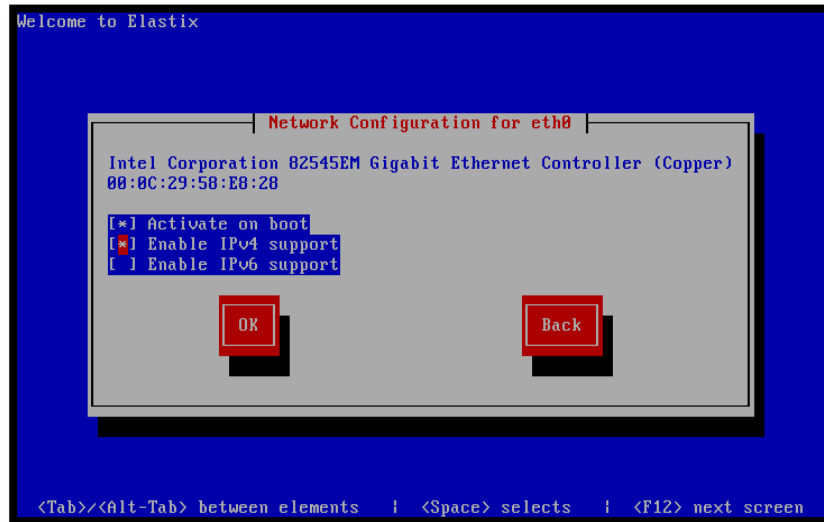 Welcome to Elastix
Network Configuration for eth0
Intel Corporation 82545EM Gigabit Ethernet Controller (Copper)
00:0C:29:58:E8:28
[*] Activate on boot
[*] Enable IPv4 support
[ ] Enable IPv6 support
OK Back
<Tab>/<Alt-Tab> between elements | <Space> selects | <F12> next screen